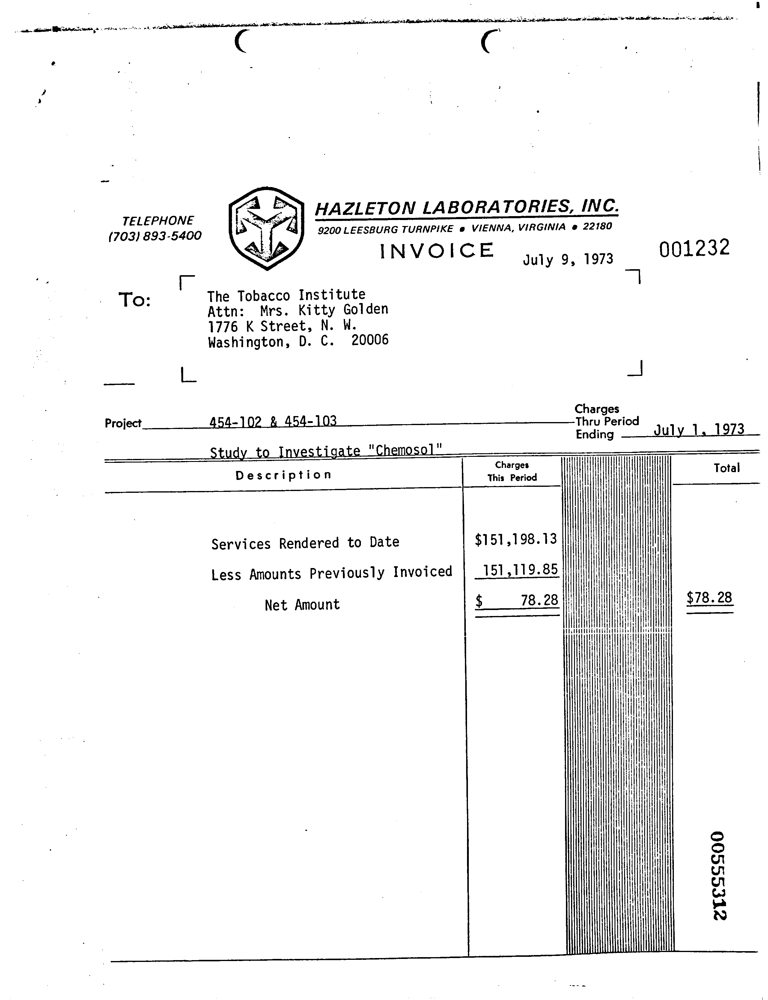 TELEPHONE
(703) 893-5400
HAZLETON LABORATORIES, INC.
9200 LEESBURG TURNPIKE ● VIENNA, VIRGINIA ● 22180
INVOICE
July 9, 1973
001232
To:
The Tobacco Institute
Attn: Mrs. Kitty Golden
1776 K Street, N. W.
Washington, D. C. 20006
Project 454-102 & 454-103
Study to Investigate "Chemosol"
Charges
Thru Period
Ending July 1, 1973
Description
Charges
This Period
Total
Services Rendered to Date $151,198.13
Less Amounts Previously Invoiced 151,119.85
Net Amount $ 78.28 $78.28
00555312